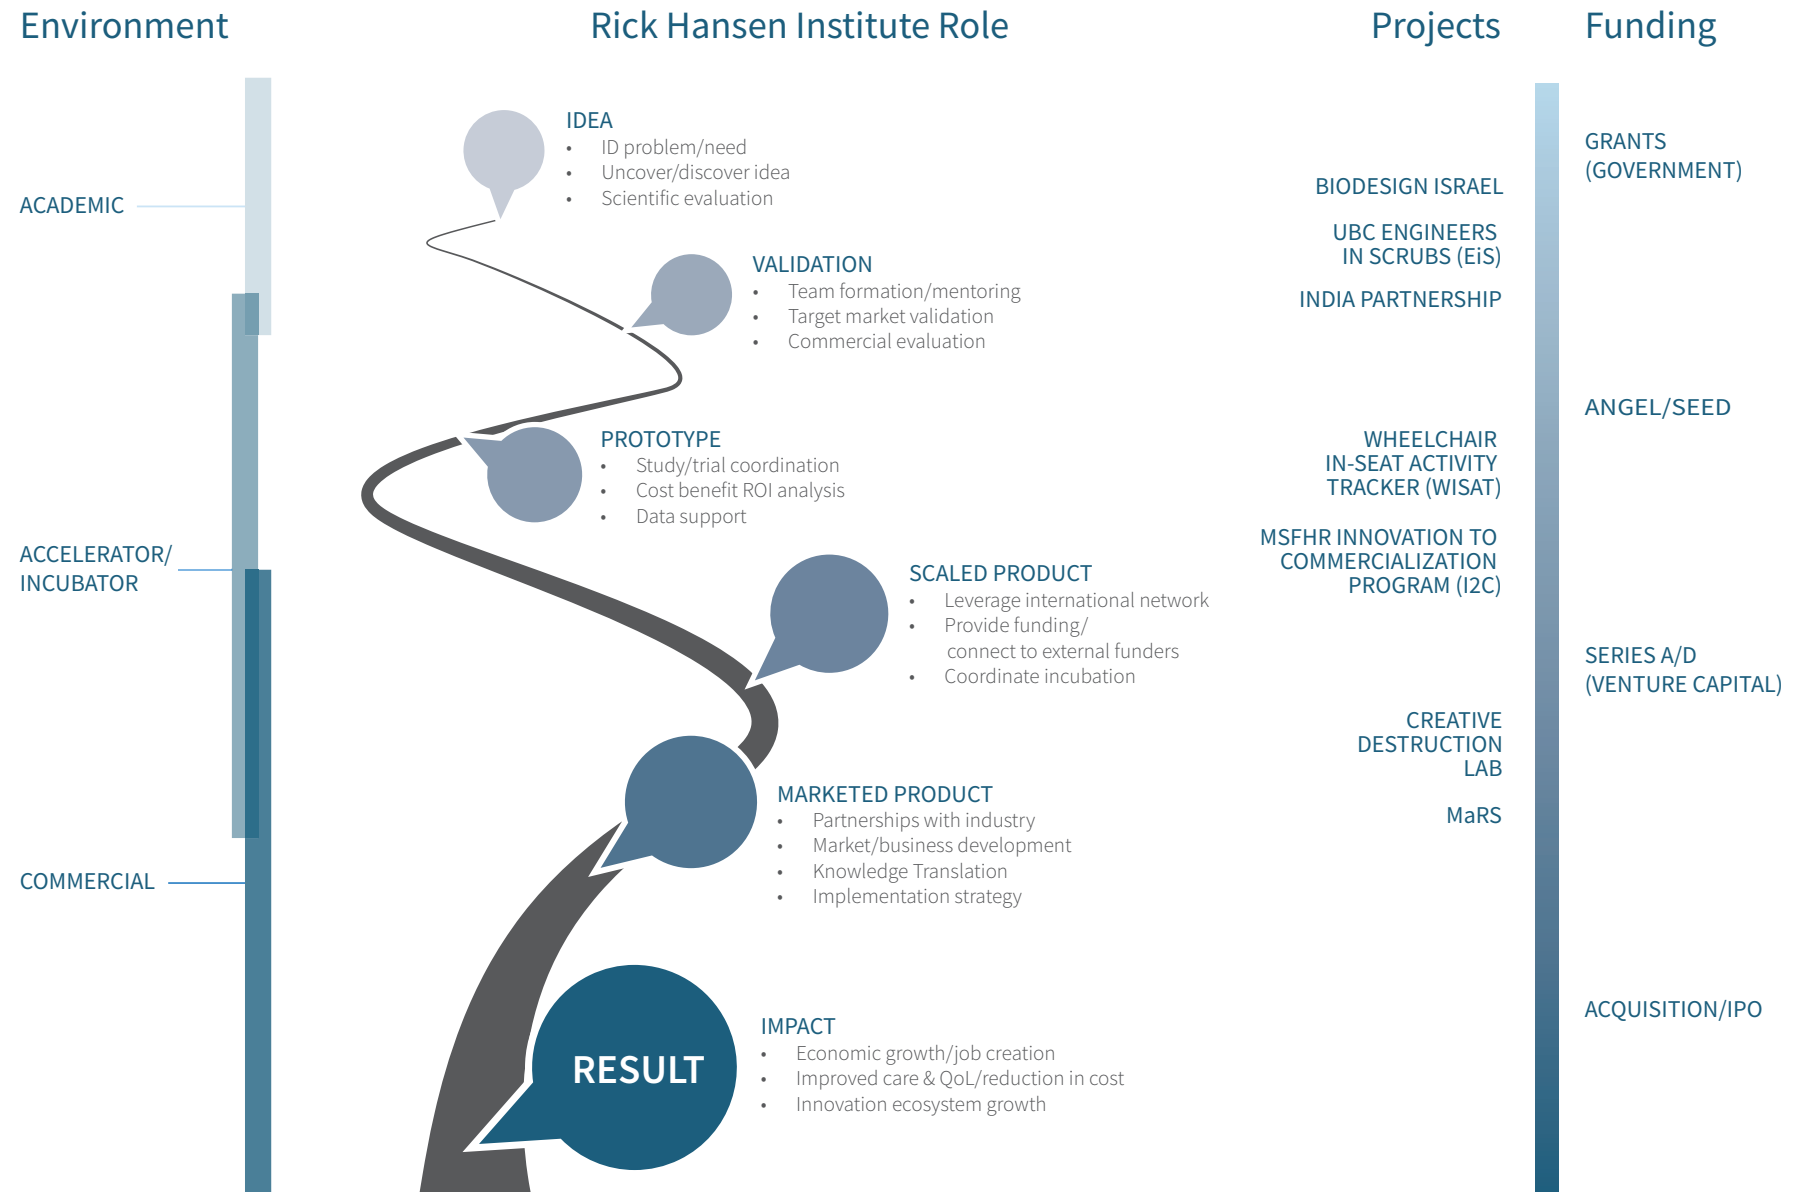 Environment
Rick Hansen Institute Role
Projects
Funding
ACADEMIC
ACCELERATOR/
INCUBATOR
COMMERCIAL
IDEA
• ID problem/need
• Uncover/discover idea
• Scientific evaluation
VALIDATION
• Team formation/mentoring
• Target market validation
• Commercial evaluation
PROTOTYPE
• Study/trial coordination
• Cost benefit ROI analysis
• Data support
SCALED PRODUCT
• Leverage international network
• Provide funding/
connect to external funders
• Coordinate incubation
MARKETED PRODUCT
• Partnerships with industry
• Market/business development
• Knowledge Translation
• Implementation strategy
RESULT
IMPACT
• Economic growth/job creation
• Improved care & QoL/reduction in cost
• Innovation ecosystem growth
BIODESIGN ISRAEL
UBC ENGINEERS
IN SCRUBS (EiS)
INDIA PARTNERSHIP
WHEELCHAIR
IN-SEAT ACTIVITY
TRACKER (WISAT)
MSFHR INNOVATION TO
COMMERCIALIZATION
PROGRAM (I2C)
CREATIVE
DESTRUCTION
LAB
MaRS
GRANTS
(GOVERNMENT)
ANGEL/SEED
SERIES A/D
(VENTURE CAPITAL)
ACQUISITION/IPO